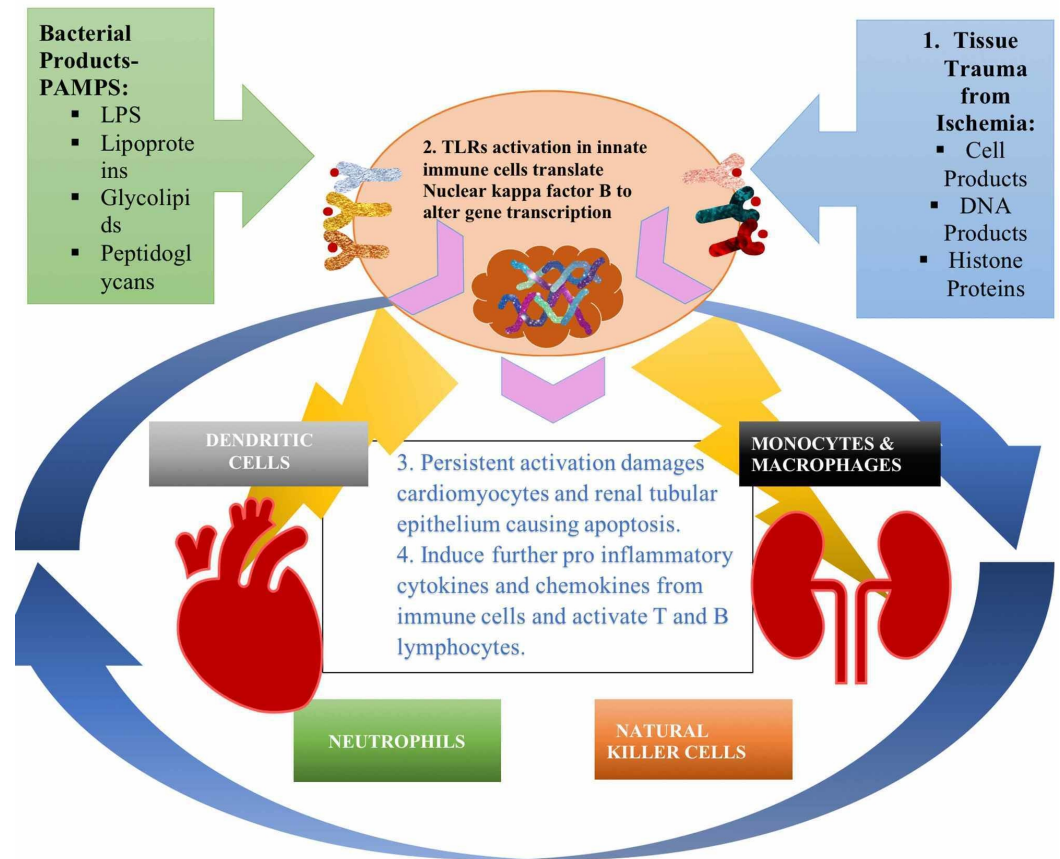 Bacterial
Products-
PAMPS:
▪ LPS
▪ Lipoprote
ins
▪ Glycolipi
ds
▪ Peptidogl
ycans
1. Tissue
Trauma
from
Ischemia:
▪ Cell
Products
▪ DNA
Products
▪ Histone
Proteins
2. TLRs activation in innate
immune cells translate
Nuclear kappa factor B to
alter gene transcription
DENDRITIC
CELLS
MONOCYTES &
MACROPHAGES
3. Persistent activation damages
cardiomyocytes and renal tubular
epithelium causing apoptosis.
4. Induce further pro inflammatory
cytokines and chemokines from
immune cells and activate T and B
lymphocytes.
NEUTROPHILS
NATURAL
KILLER CELLS